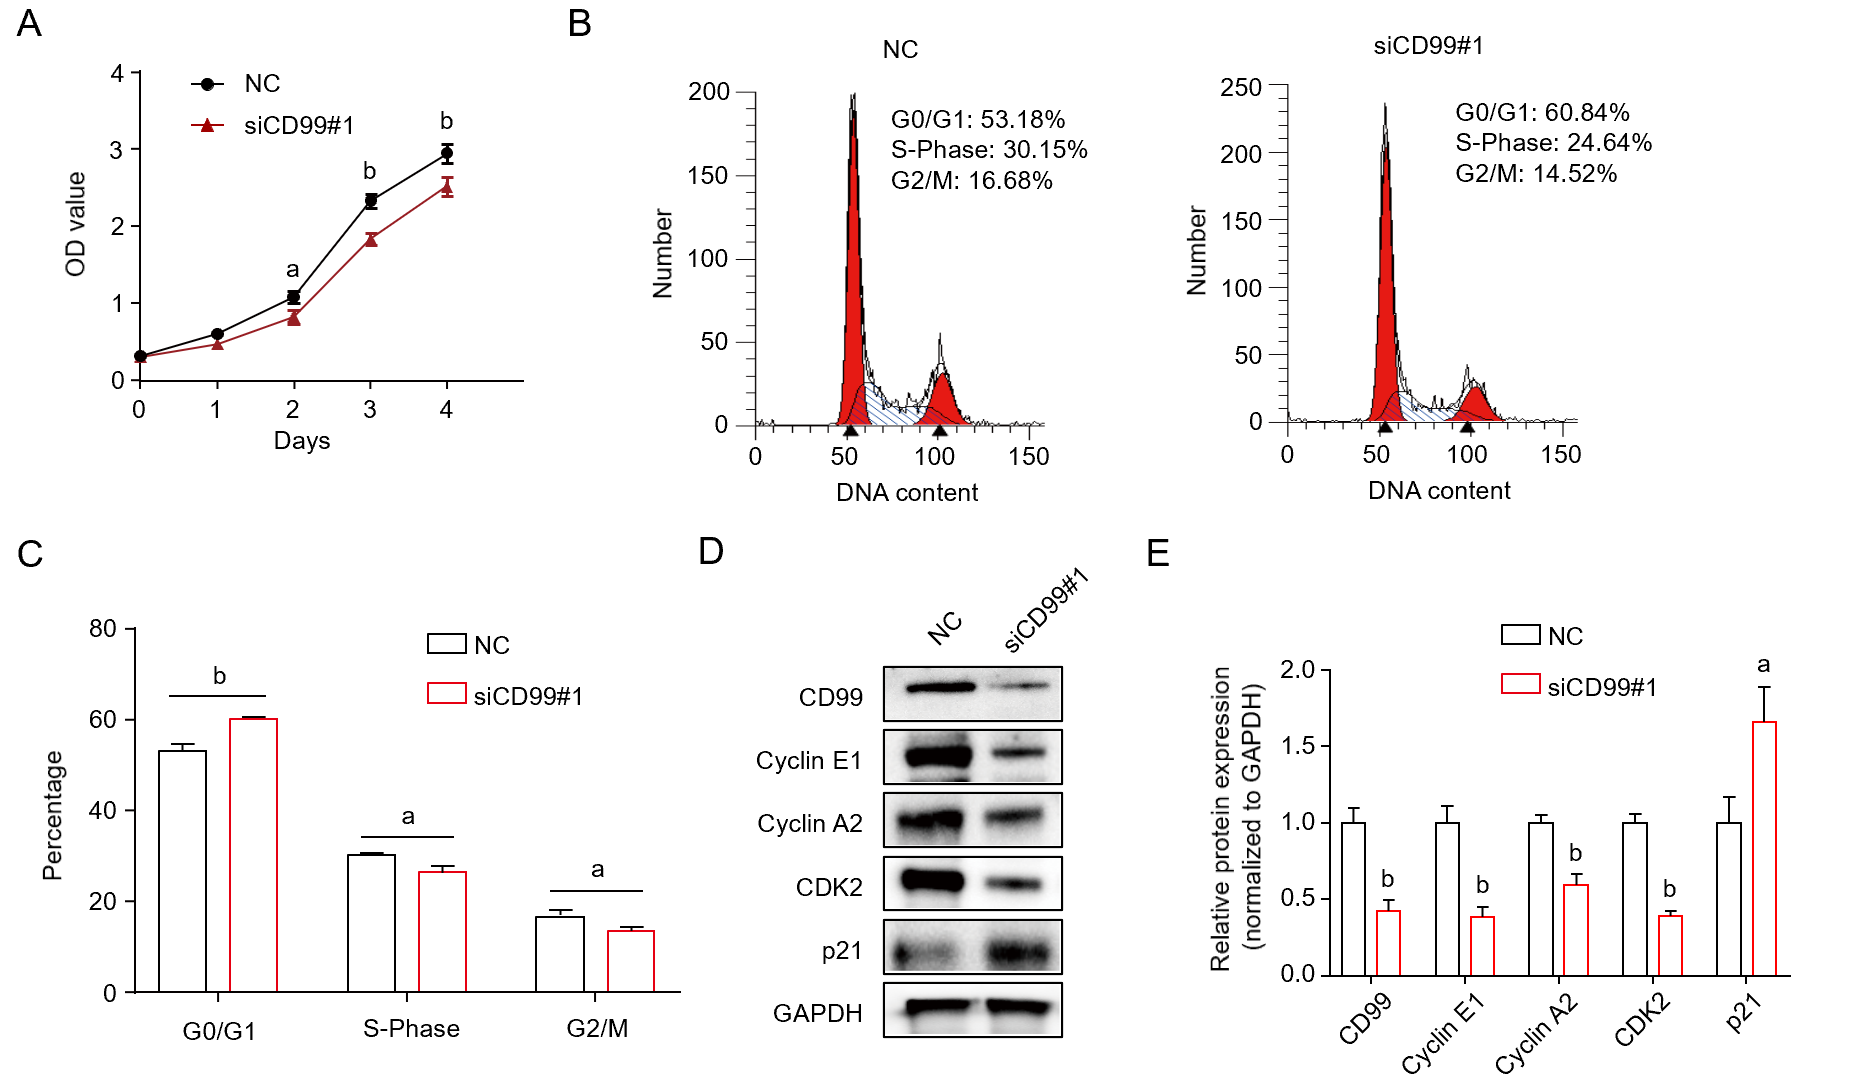 A
4
3
2
1
0
OD value
NC
siCD99#1
a
b
b
0 1 2 3 4
Days
B
NC
200
150
100
50
0
Number
G0/G1: 53.18%
S-Phase: 30.15%
G2/M: 16.68%
0 50 100 150
DNA content
siCD99#1
250
200
150
100
50
0
Number
G0/G1: 60.84%
S-Phase: 24.64%
G2/M: 14.52%
0 50 100 150
DNA content
C
80
60
40
20
0
Percentage
NC
siCD99#1
b
a
a
G0/G1 S-Phase G2/M
D
NC siCD99#1
CD99
Cyclin E1
Cyclin A2
CDK2
p21
GAPDH
E
NC
siCD99#1
2.0
1.5
1.0
0.5
0.0
Relative protein expression
(normalized to GAPDH)
b
b
b
b
a
CD99 Cyclin E1 Cyclin A2 CDK2 p21